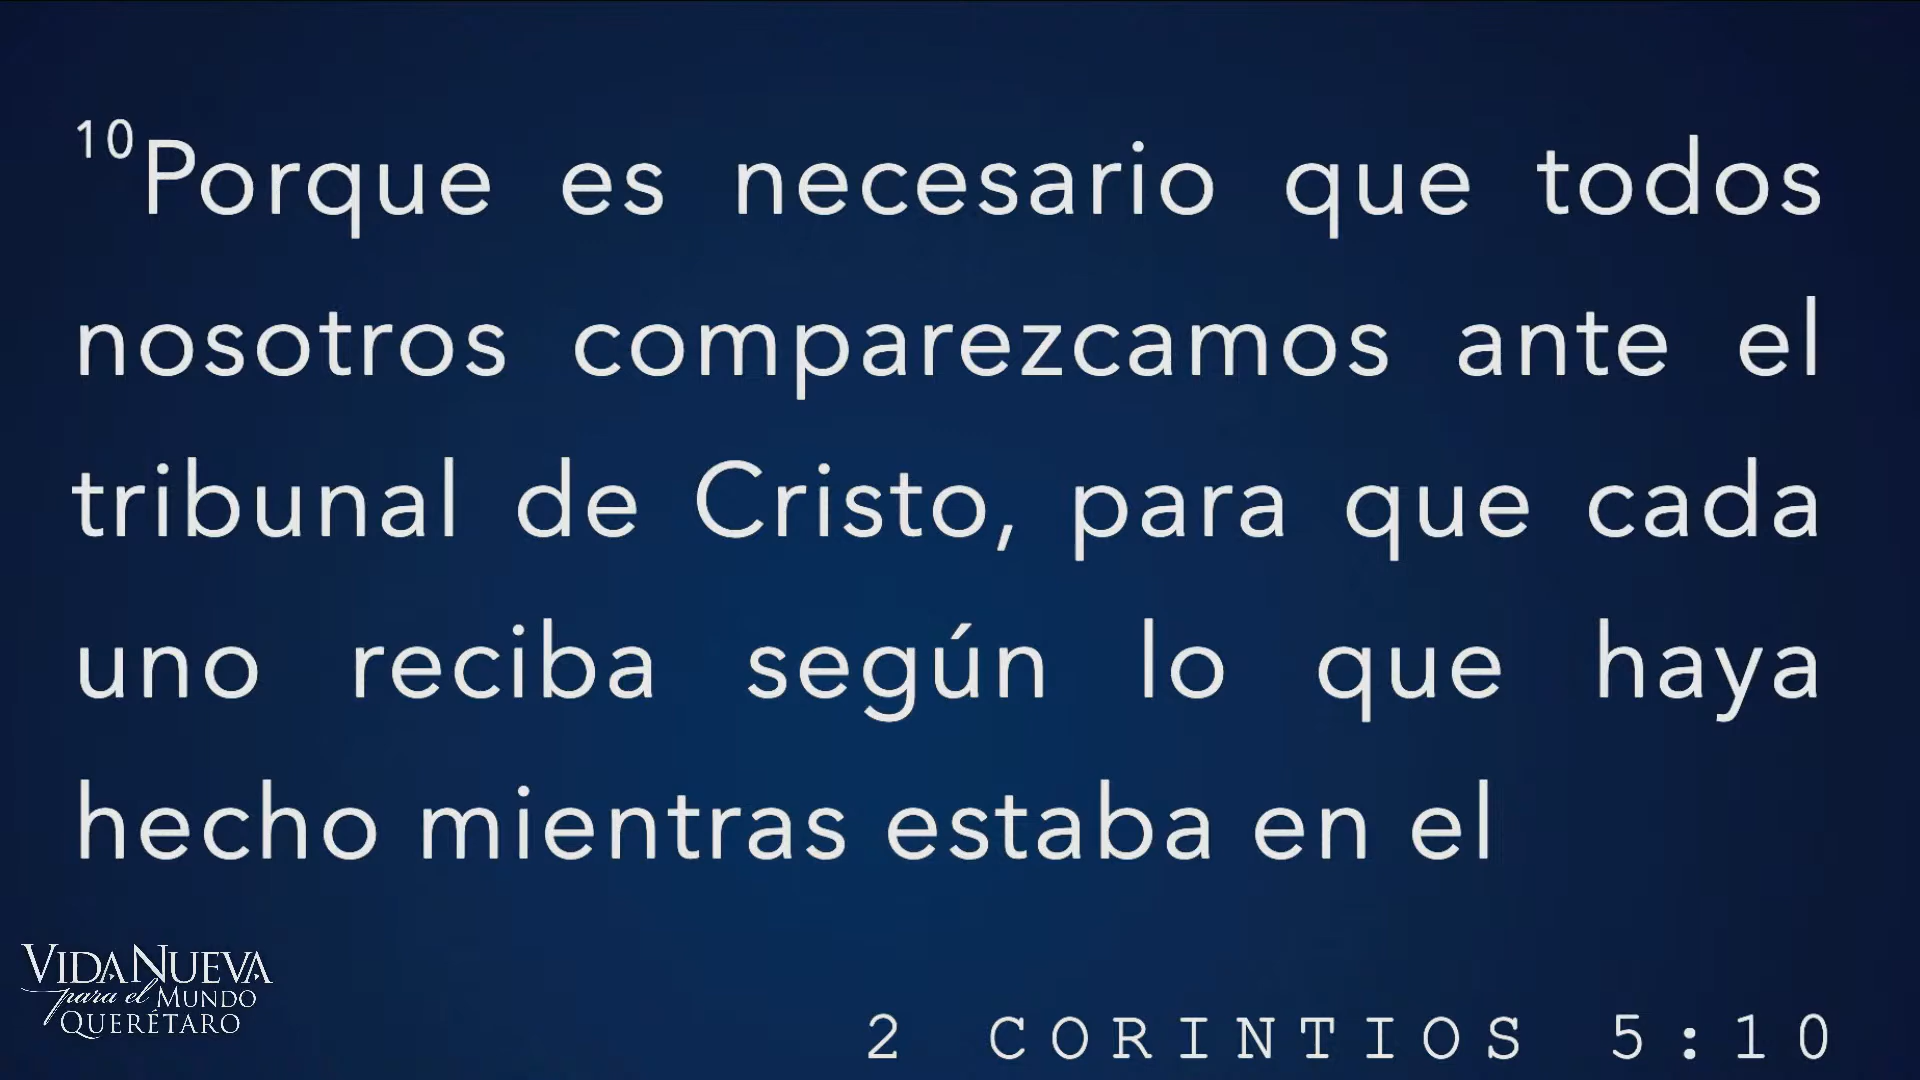 10Porque es necesario que todos
nosotros comparezcamos ante el
tribunal de Cristo, para que cada
uno reciba según lo que haya
hecho mientras estaba en el
VIDA NUEVA
para el MUNDO
QUERÉTARO
2 CORINTIOS 5:10